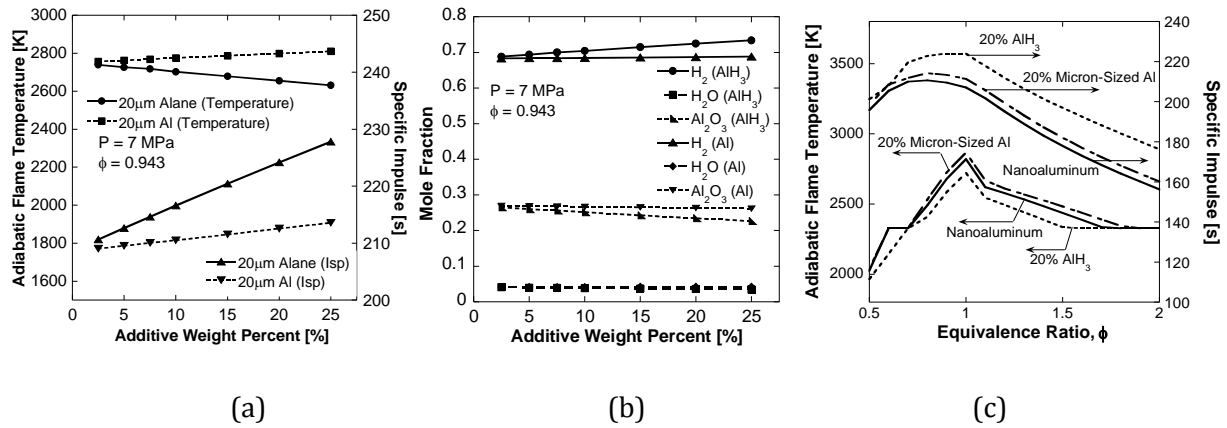 3000
2800
2600
2400
2200
2000
1800
1600
Adiabatic Flame Temperature [K]
250
240
230
220
210
200
Specific Impulse [s]
20μm Alane (Temperature)
20μm Al (Temperature)
P = 7 MPa
ϕ = 0.943
20μm Alane (Isp)
20μm Al (Isp)
0 5 10 15 20 25
Additive Weight Percent [%]
(a)
0.8
0.7
0.6
0.5
0.4
0.3
0.2
0.1
0
Mole Fraction
P = 7 MPa
ϕ = 0.943
H2 (AlH3)
H2O (AlH3)
Al2O3 (AlH3)
H2 (Al)
H2O (Al)
Al2O3 (Al)
0 5 10 15 20 25
Additive Weight Percent [%]
(b)
3500
3000
2500
2000
Adiabatic Flame Temperature [K]
240
220
200
180
160
140
120
100
Specific Impulse [s]
20% AlH3
20% Micron-Sized Al
Nanoaluminum
20% Micron-Sized Al
Nanoaluminum
20% AlH3
0.5 1 1.5 2
Equivalence Ratio, ϕ
(c)